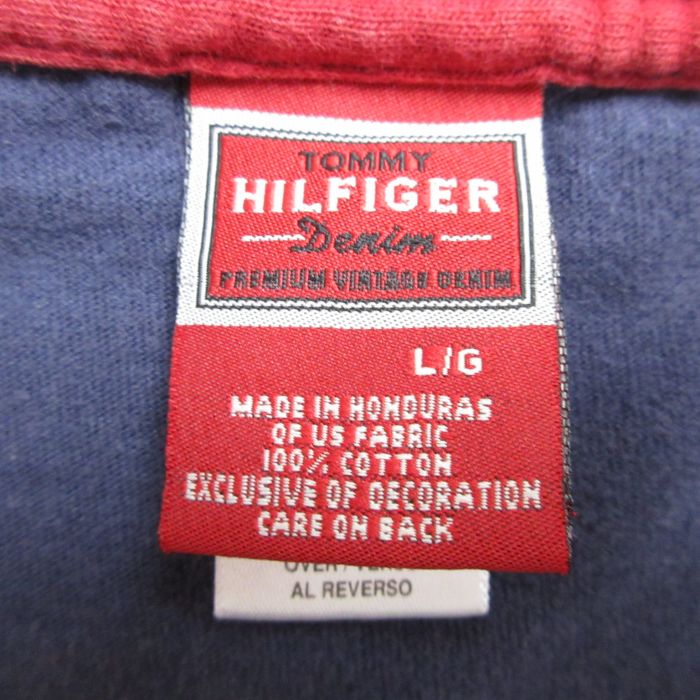 TOMMY
HILFIGER
Denim
PREMIUM VINTAGE DENIM
L/G
MADE IN HONDURAS
OF US FABRIC
100% COTTON
EXCLUSIVE OF DECORATION
CARE ON BACK
OVER /
AL REVERSO